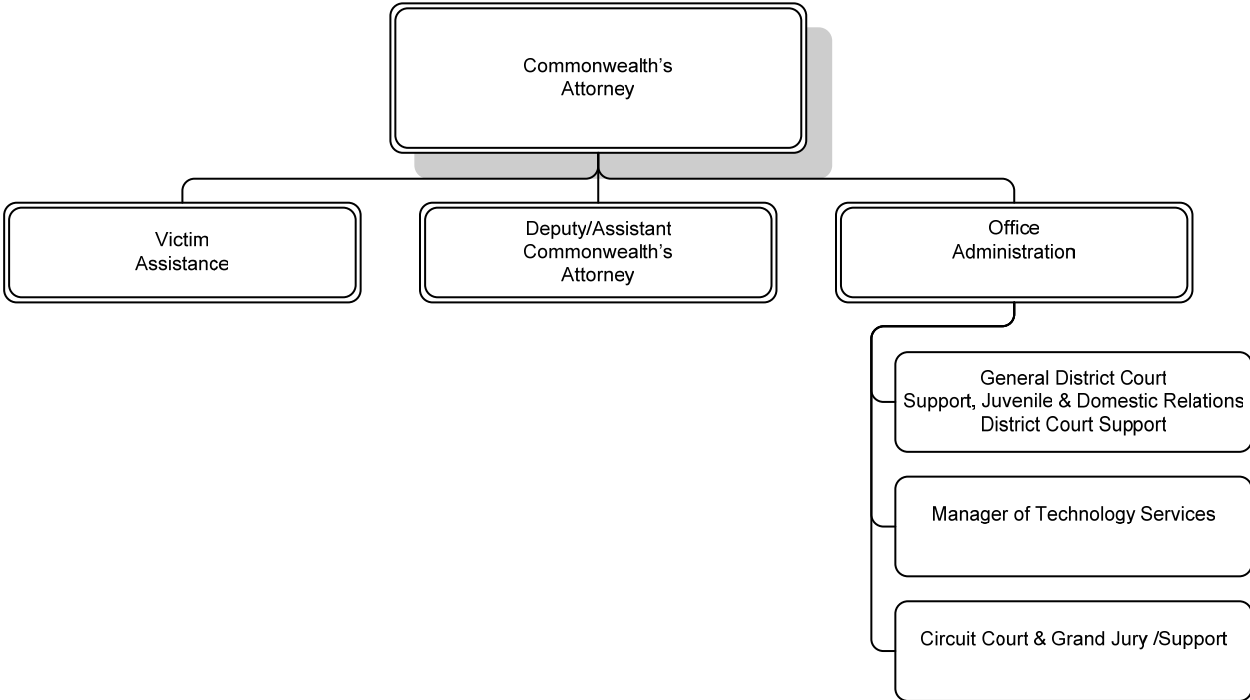 Commonwealth's
Attorney
Victim
Assistance
Deputy/Assistant
Commonwealth's
Attorney
Office
Administration
General District Court
Support, Juvenile & Domestic Relations
District Court Support
Manager of Technology Services
Circuit Court & Grand Jury /Support